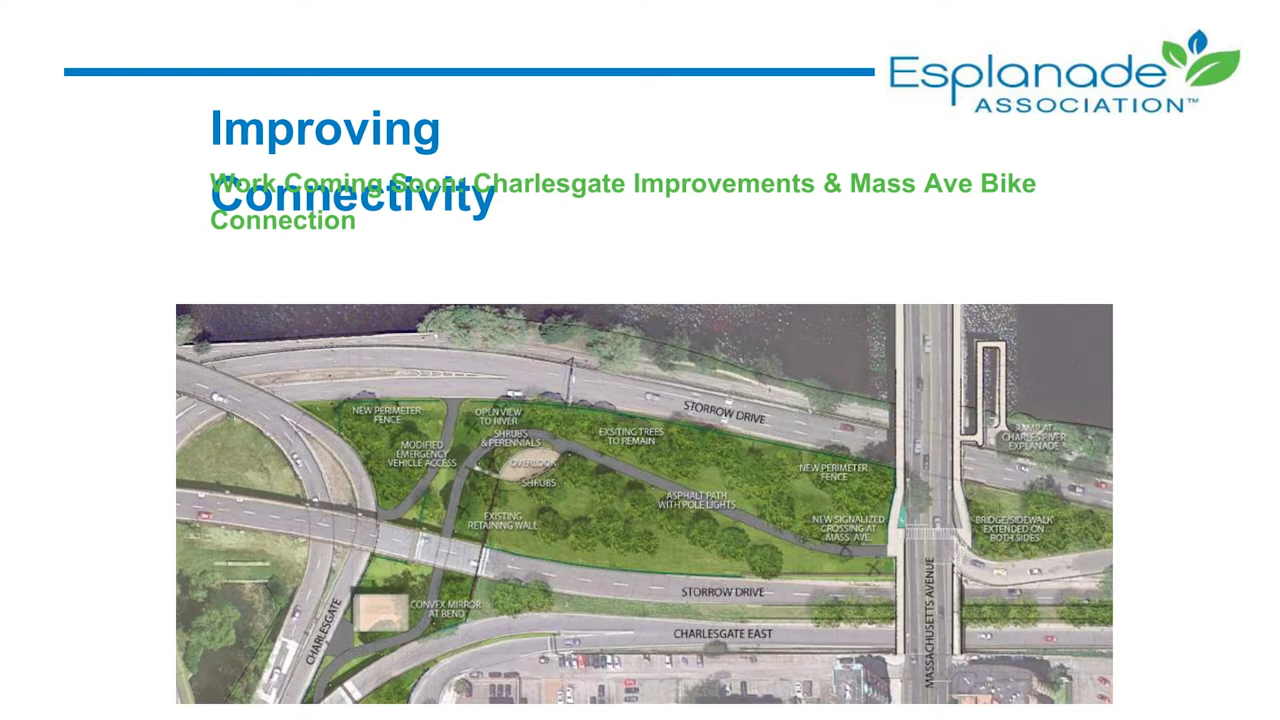 Esplanade
ASSOCIATION™
Improving
Connectivity
Work Coming Soon: Charlesgate Improvements & Mass Ave Bike
Connection
NEW PERIMETER
FENCE
MODIFIED
EMERGENCY
VEHICLE ACCESS
OPEN VIEW
TO RIVER
SHRUBS
& PERENNIALS
OVERLOOK
SHRUBS
EXISTING
RETAINING WALL
EXSITING TREES
TO REMAIN
STORROW DRIVE
ASPHALT PATH
WITH POLE LIGHTS
NEW PERIMETER
FENCE
NEW SIGNALIZED
CROSSING AT
MASS. AVE.
RAMP AT
CHARLES RIVER
ESPLANADE
BRIDGE/SIDEWALK
EXTENDED ON
BOTH SIDES
CONVEX MIRROR
AT BEND
STORROW DRIVE
CHARLESGATE EAST
CHARLESGATE
MASSACHUSETTS AVENUE